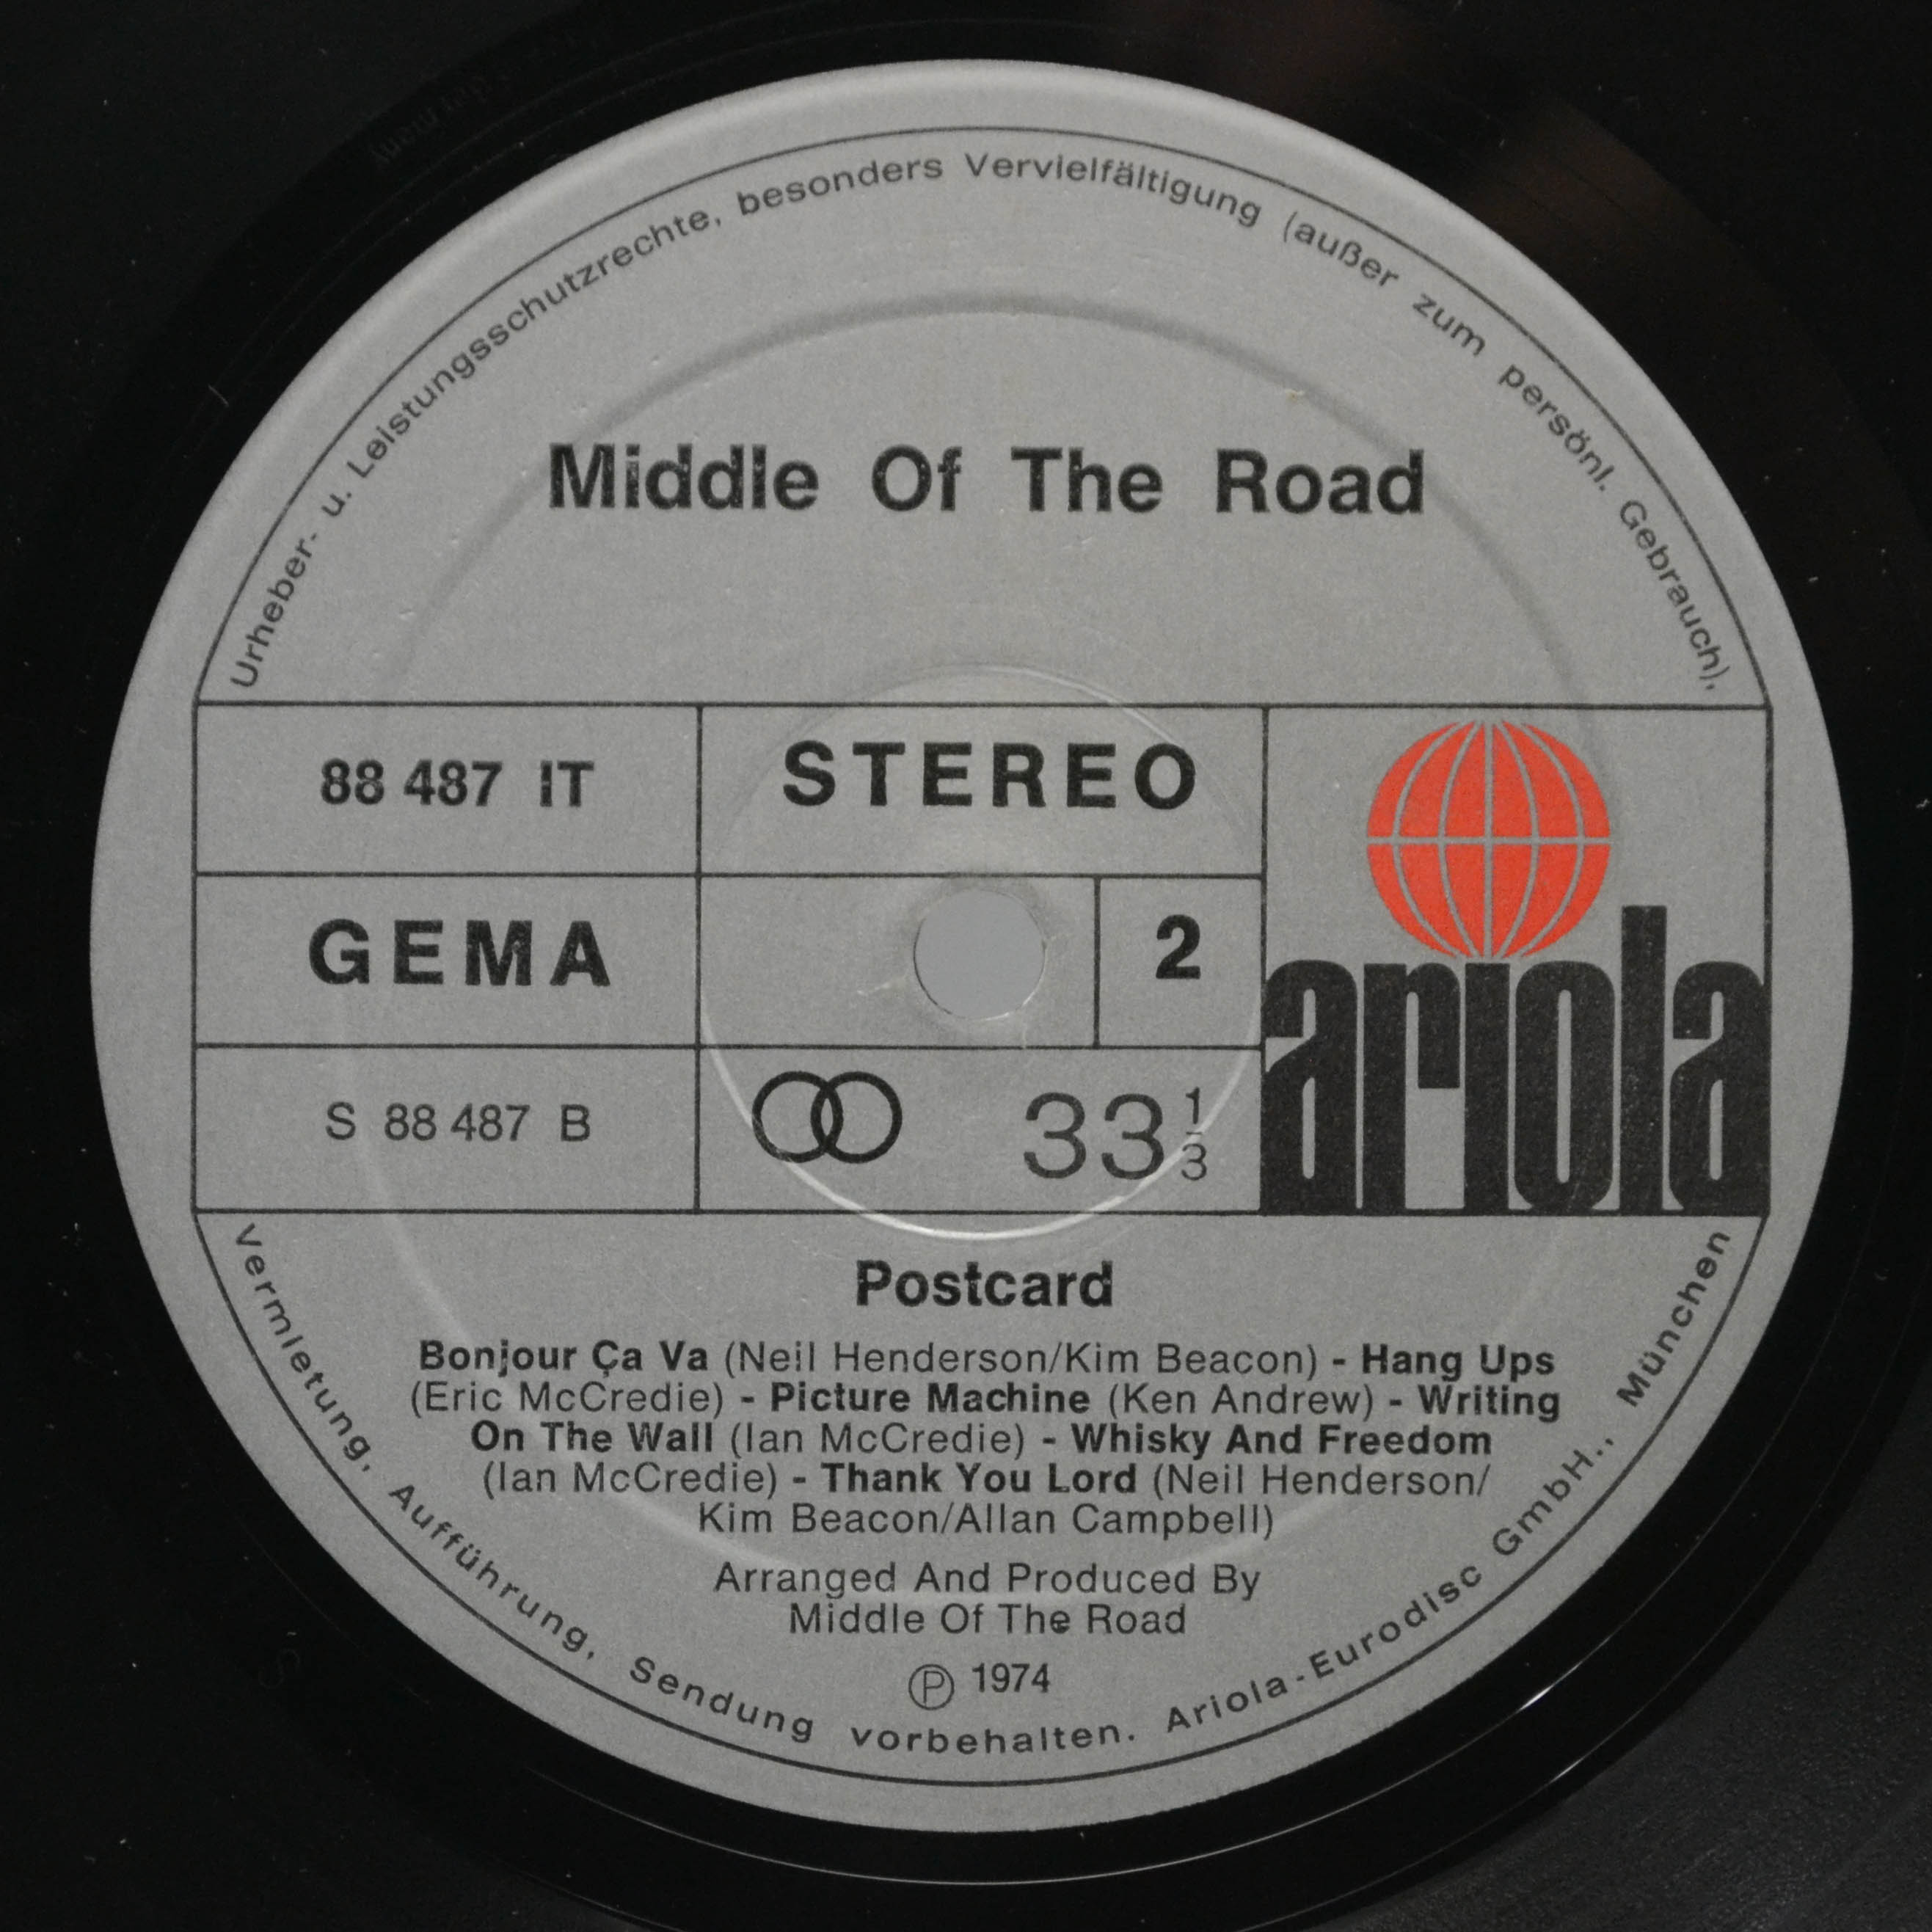 Urheber- u. Leistungsschutzrechte, besonders Vervielfältigung (außer zum persönl. Gebrauch),
Middle Of The Road
88 487 IT
STEREO
GEMA
2
S 88 487 B
33 1/3
ariola
Postcard
Bonjour Ça Va (Neil Henderson/Kim Beacon) - Hang Ups
(Eric McCredie) - Picture Machine (Ken Andrew) - Writing
On The Wall (Ian McCredie) - Whisky And Freedom
(Ian McCredie) - Thank You Lord (Neil Henderson/
Kim Beacon/Allan Campbell)
Arranged And Produced By
Middle Of The Road
℗ 1974
Vermietung, Aufführung, Sendung vorbehalten. Ariola-Eurodisc GmbH., München